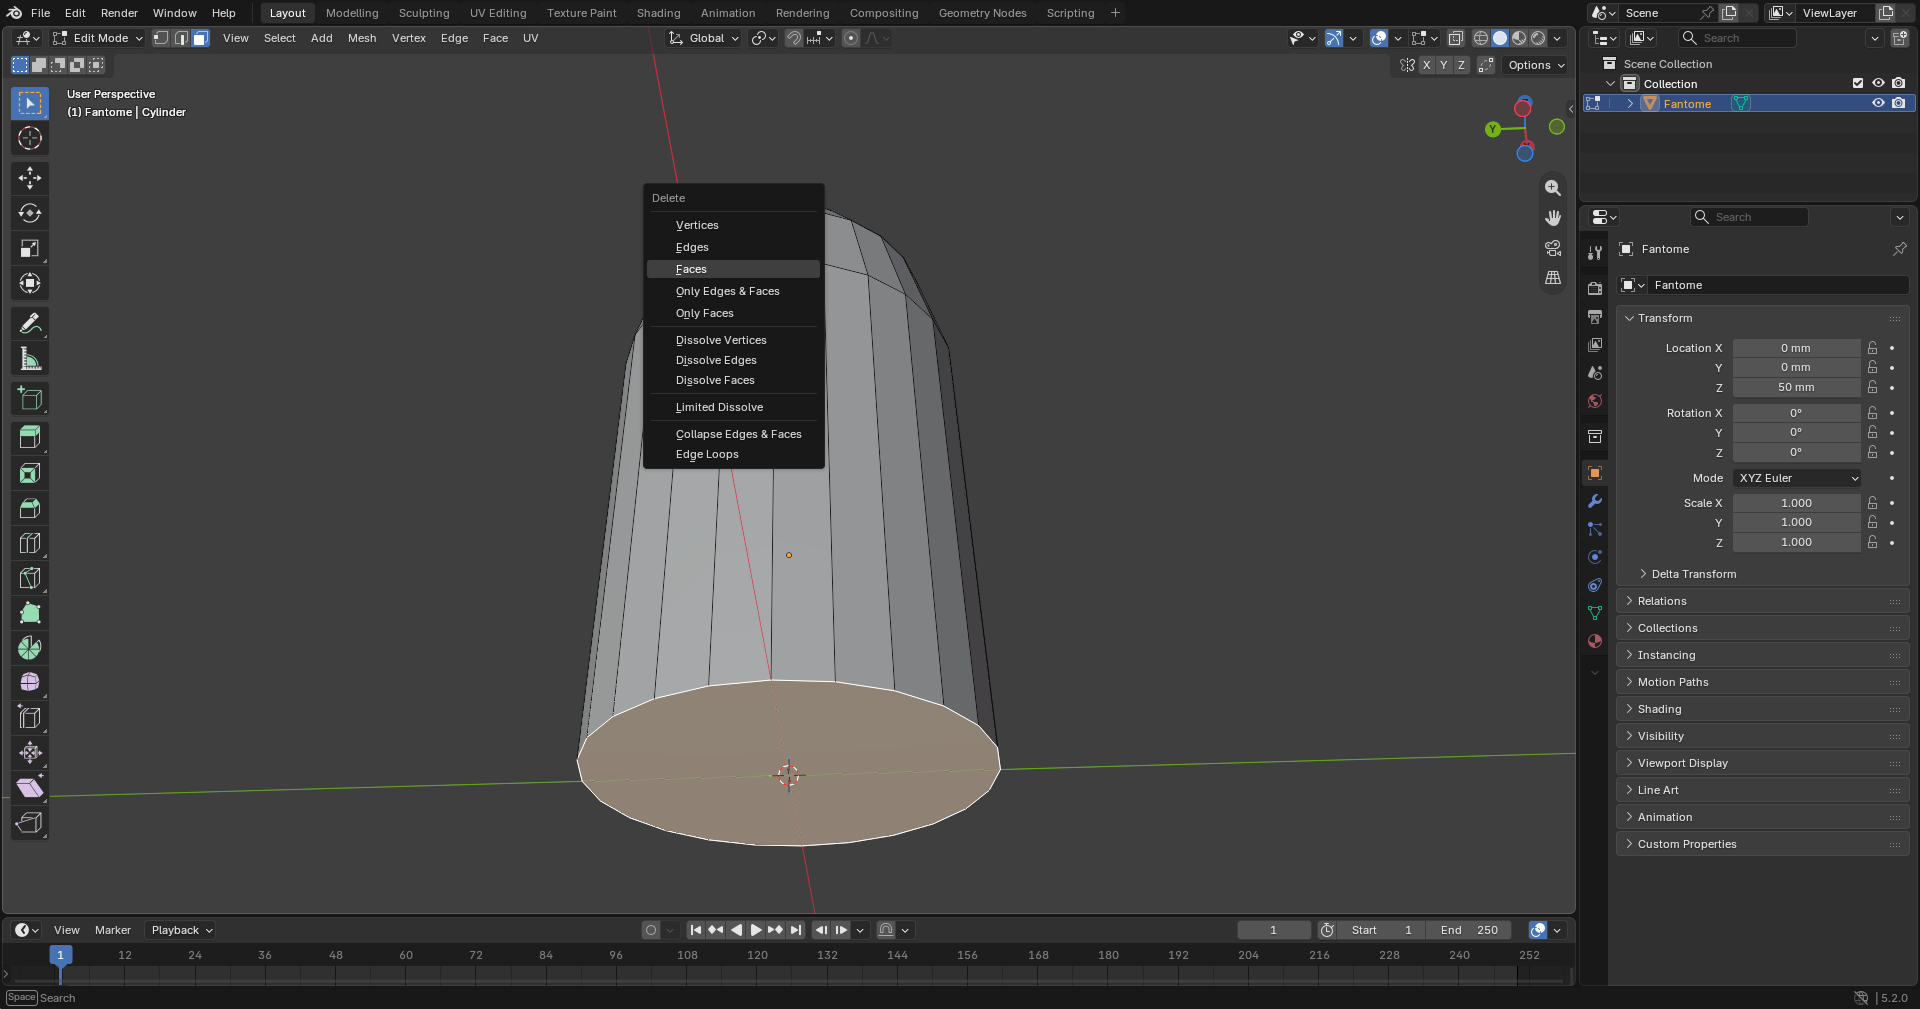 File Edit Render Window Help Layout Modelling Sculpting UV Editing Texture Paint Shading Animation Rendering Compositing Geometry Nodes Scripting + Scene ViewLayer
Edit Mode View Select Add Mesh Vertex Edge Face UV Global Search
X Y Z Options
Scene Collection
Collection
Fantome
User Perspective
(1) Fantome | Cylinder
Y
Delete
Vertices
Edges
Faces
Only Edges & Faces
Only Faces
Dissolve Vertices
Dissolve Edges
Dissolve Faces
Limited Dissolve
Collapse Edges & Faces
Edge Loops
Search
Fantome
Fantome
Transform
Location X 0 mm
Y 0 mm
Z 50 mm
Rotation X 0°
Y 0°
Z 0°
Mode XYZ Euler
Scale X 1.000
Y 1.000
Z 1.000
Delta Transform
Relations
Collections
Instancing
Motion Paths
Shading
Visibility
Viewport Display
Line Art
Animation
Custom Properties
View Marker Playback 1 Start 1 End 250
1 12 24 36 48 60 72 84 96 108 120 132 144 156 168 180 192 204 216 228 240 252
Space Search 5.2.0